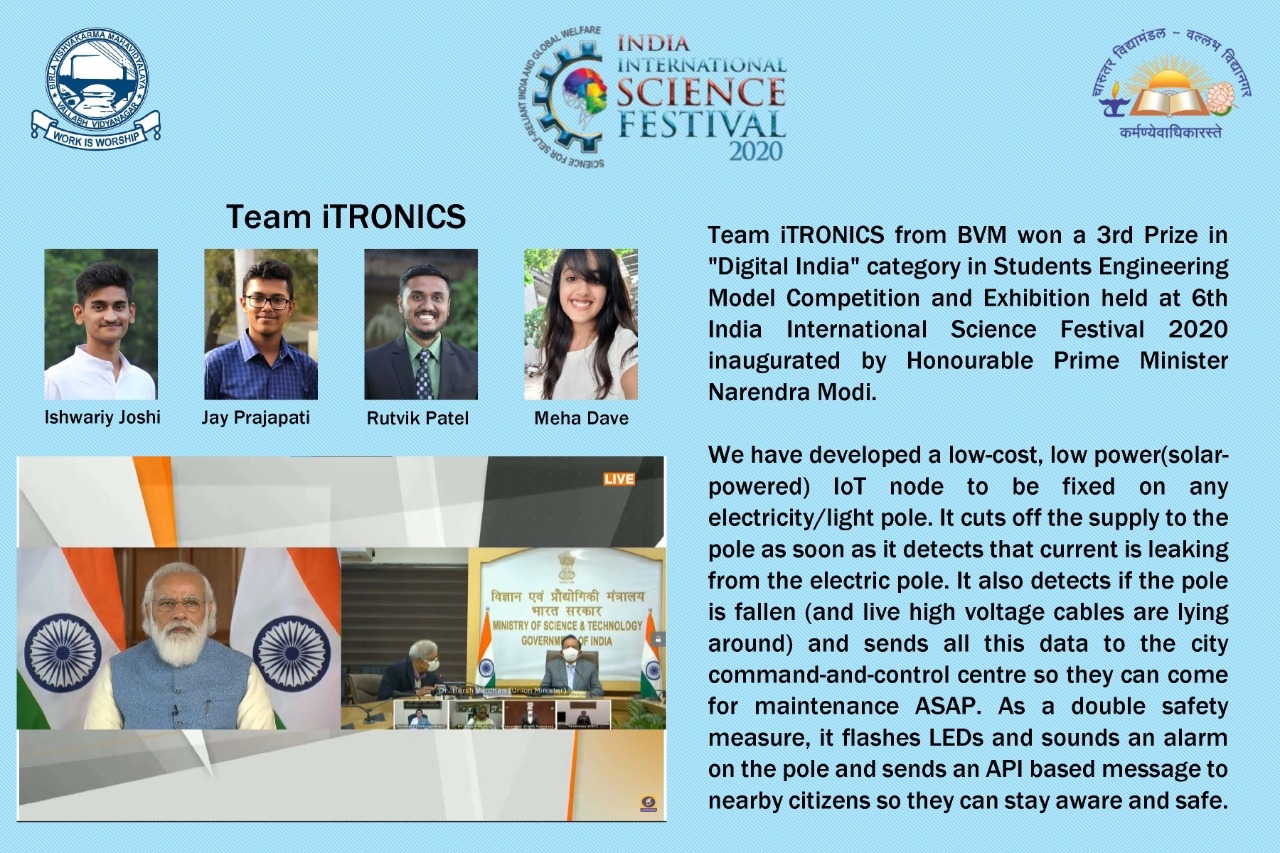 BIRLA VISHVAKARMA MAHAVIDYALAYA
VALLABH VIDYANAGAR
WORK IS WORSHIP
SCIENCE FOR SELF-RELIANT INDIA AND GLOBAL WELFARE
INDIA
INTERNATIONAL
SCIENCE
FESTIVAL
2020
चारुतर विद्यामंडल - वल्लभ विद्यानगर
कर्मण्येवाधिकारस्ते
Team iTRONICS
Ishwariy Joshi
Jay Prajapati
Rutvik Patel
Meha Dave
LIVE
विज्ञान एवं प्रौद्योगिकी मंत्रालय
भारत सरकार
MINISTRY OF SCIENCE & TECHNOLOGY
GOVERNMENT OF INDIA
Dr. Harsh Vardhan (Union Minister)
Team iTRONICS from BVM won a 3rd Prize in
"Digital India" category in Students Engineering
Model Competition and Exhibition held at 6th
India International Science Festival 2020
inaugurated by Honourable Prime Minister
Narendra Modi.
We have developed a low-cost, low power(solar-
powered) IoT node to be fixed on any
electricity/light pole. It cuts off the supply to the
pole as soon as it detects that current is leaking
from the electric pole. It also detects if the pole
is fallen (and live high voltage cables are lying
around) and sends all this data to the city
command-and-control centre so they can come
for maintenance ASAP. As a double safety
measure, it flashes LEDs and sounds an alarm
on the pole and sends an API based message to
nearby citizens so they can stay aware and safe.